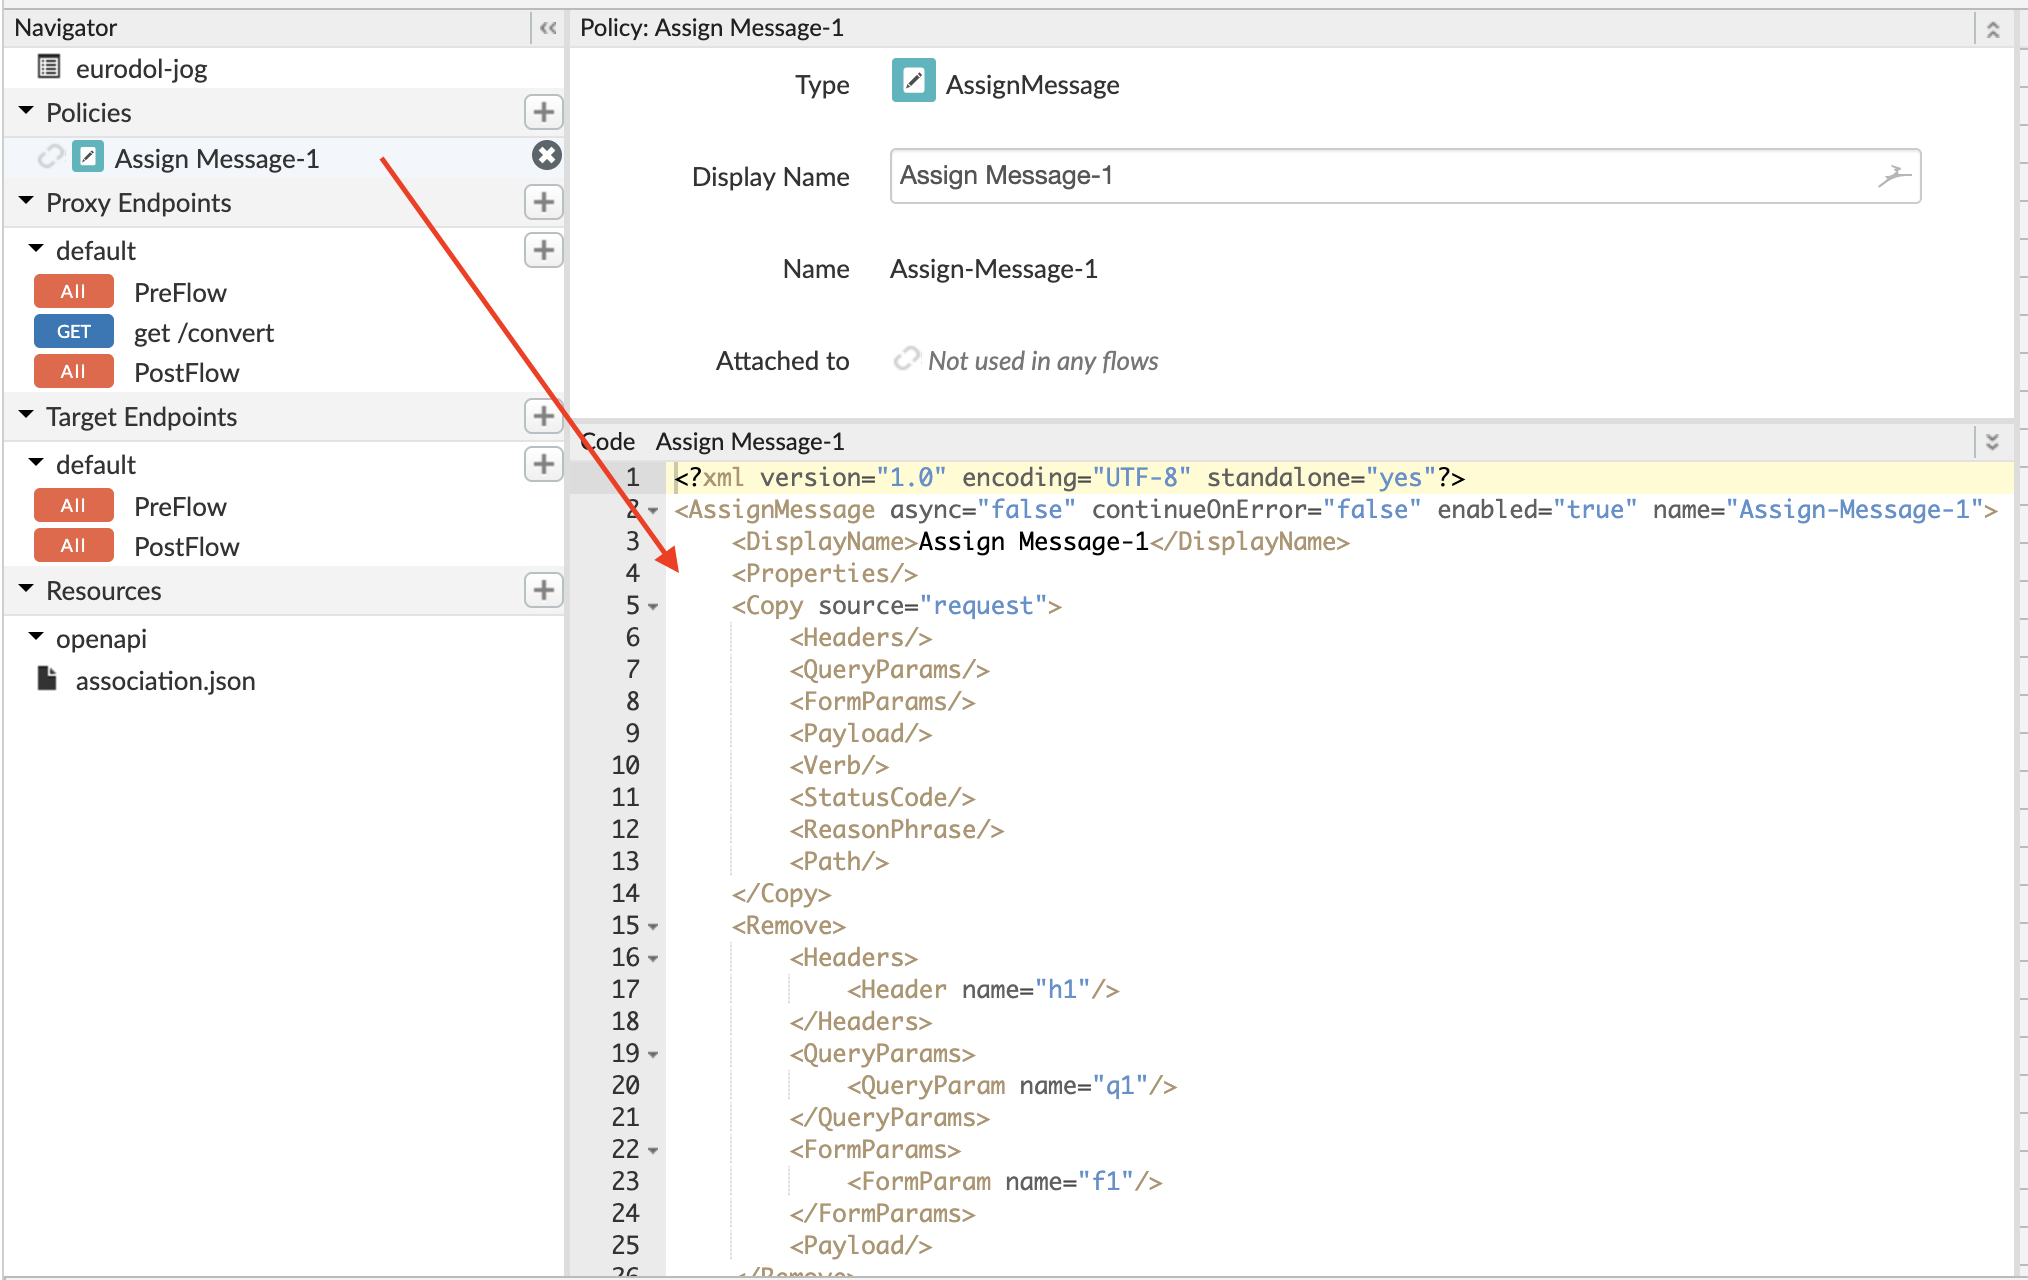 Navigator
eurodol-jog
Policies
Assign Message-1
Proxy Endpoints
default
All PreFlow
GET get /convert
All PostFlow
Target Endpoints
default
All PreFlow
All PostFlow
Resources
openapi
association.json
Policy: Assign Message-1
Type AssignMessage
Display Name Assign Message-1
Name Assign-Message-1
Attached to Not used in any flows
Code Assign Message-1
1 <?xml version="1.0" encoding="UTF-8" standalone="yes"?>
2 <AssignMessage async="false" continueOnError="false" enabled="true" name="Assign-Message-1">
3 <DisplayName>Assign Message-1</DisplayName>
4 <Properties/>
5 <Copy source="request">
6 <Headers/>
7 <QueryParams/>
8 <FormParams/>
9 <Payload/>
10 <Verb/>
11 <StatusCode/>
12 <ReasonPhrase/>
13 <Path/>
14 </Copy>
15 <Remove>
16 <Headers>
17 <Header name="h1"/>
18 </Headers>
19 <QueryParams>
20 <QueryParam name="q1"/>
21 </QueryParams>
22 <FormParams>
23 <FormParam name="f1"/>
24 </FormParams>
25 <Payload/>
26 </Remove>